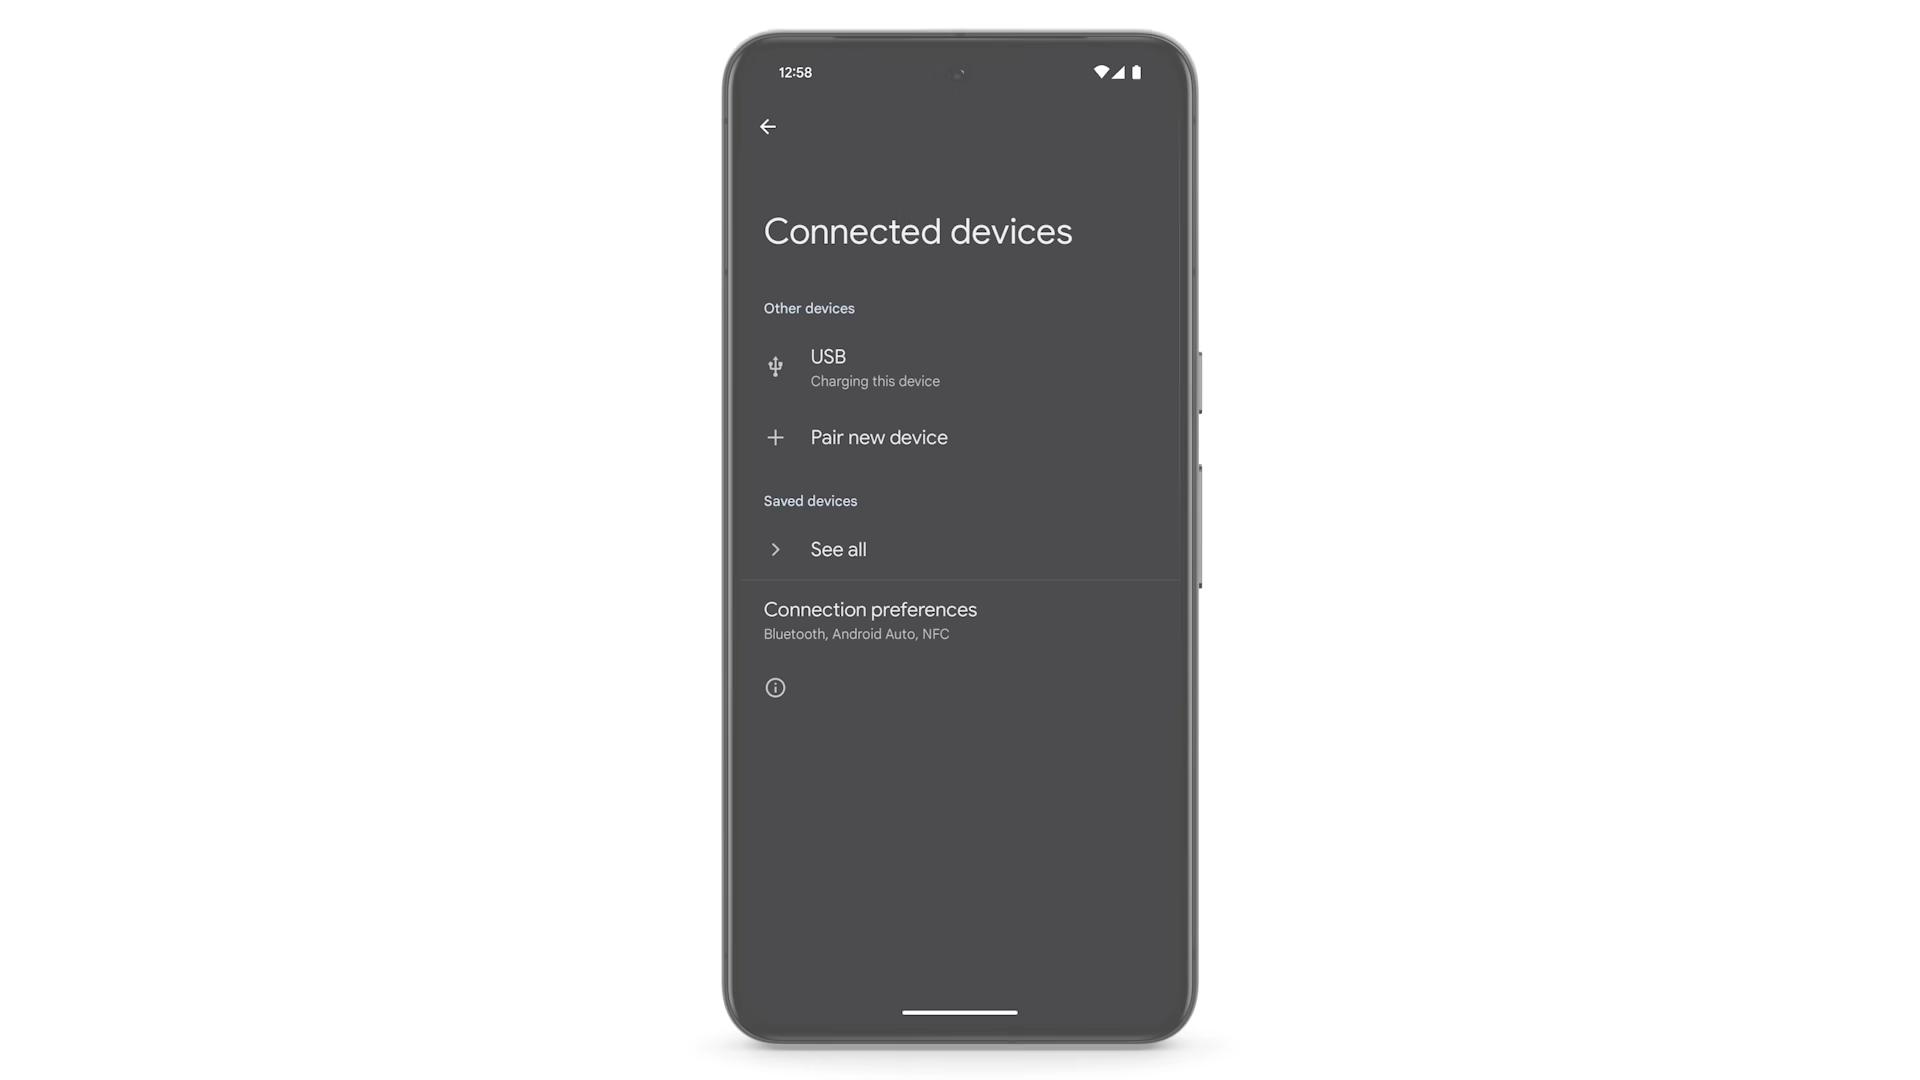 12:58
Connected devices
Other devices
USB
Charging this device
Pair new device
Saved devices
See all
Connection preferences
Bluetooth, Android Auto, NFC